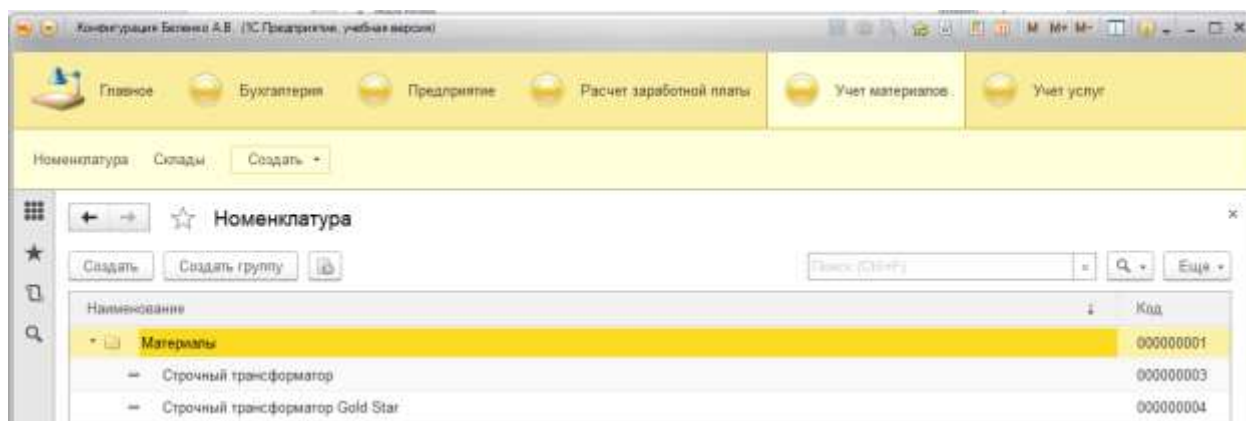 Конфигурация Беленко А.В. (1С:Предприятие, учебная версия) M M+ M-
Главное Бухгалтерия Предприятие Расчет заработной платы Учет материалов Учет услуг
Номенклатура Склады Создать
Номенклатура
Создать Создать группу Поиск (Ctrl+F) Еще
Наименование Код
Материалы 000000001
Строчный трансформатор 000000003
Строчный трансформатор Gold Star 000000004